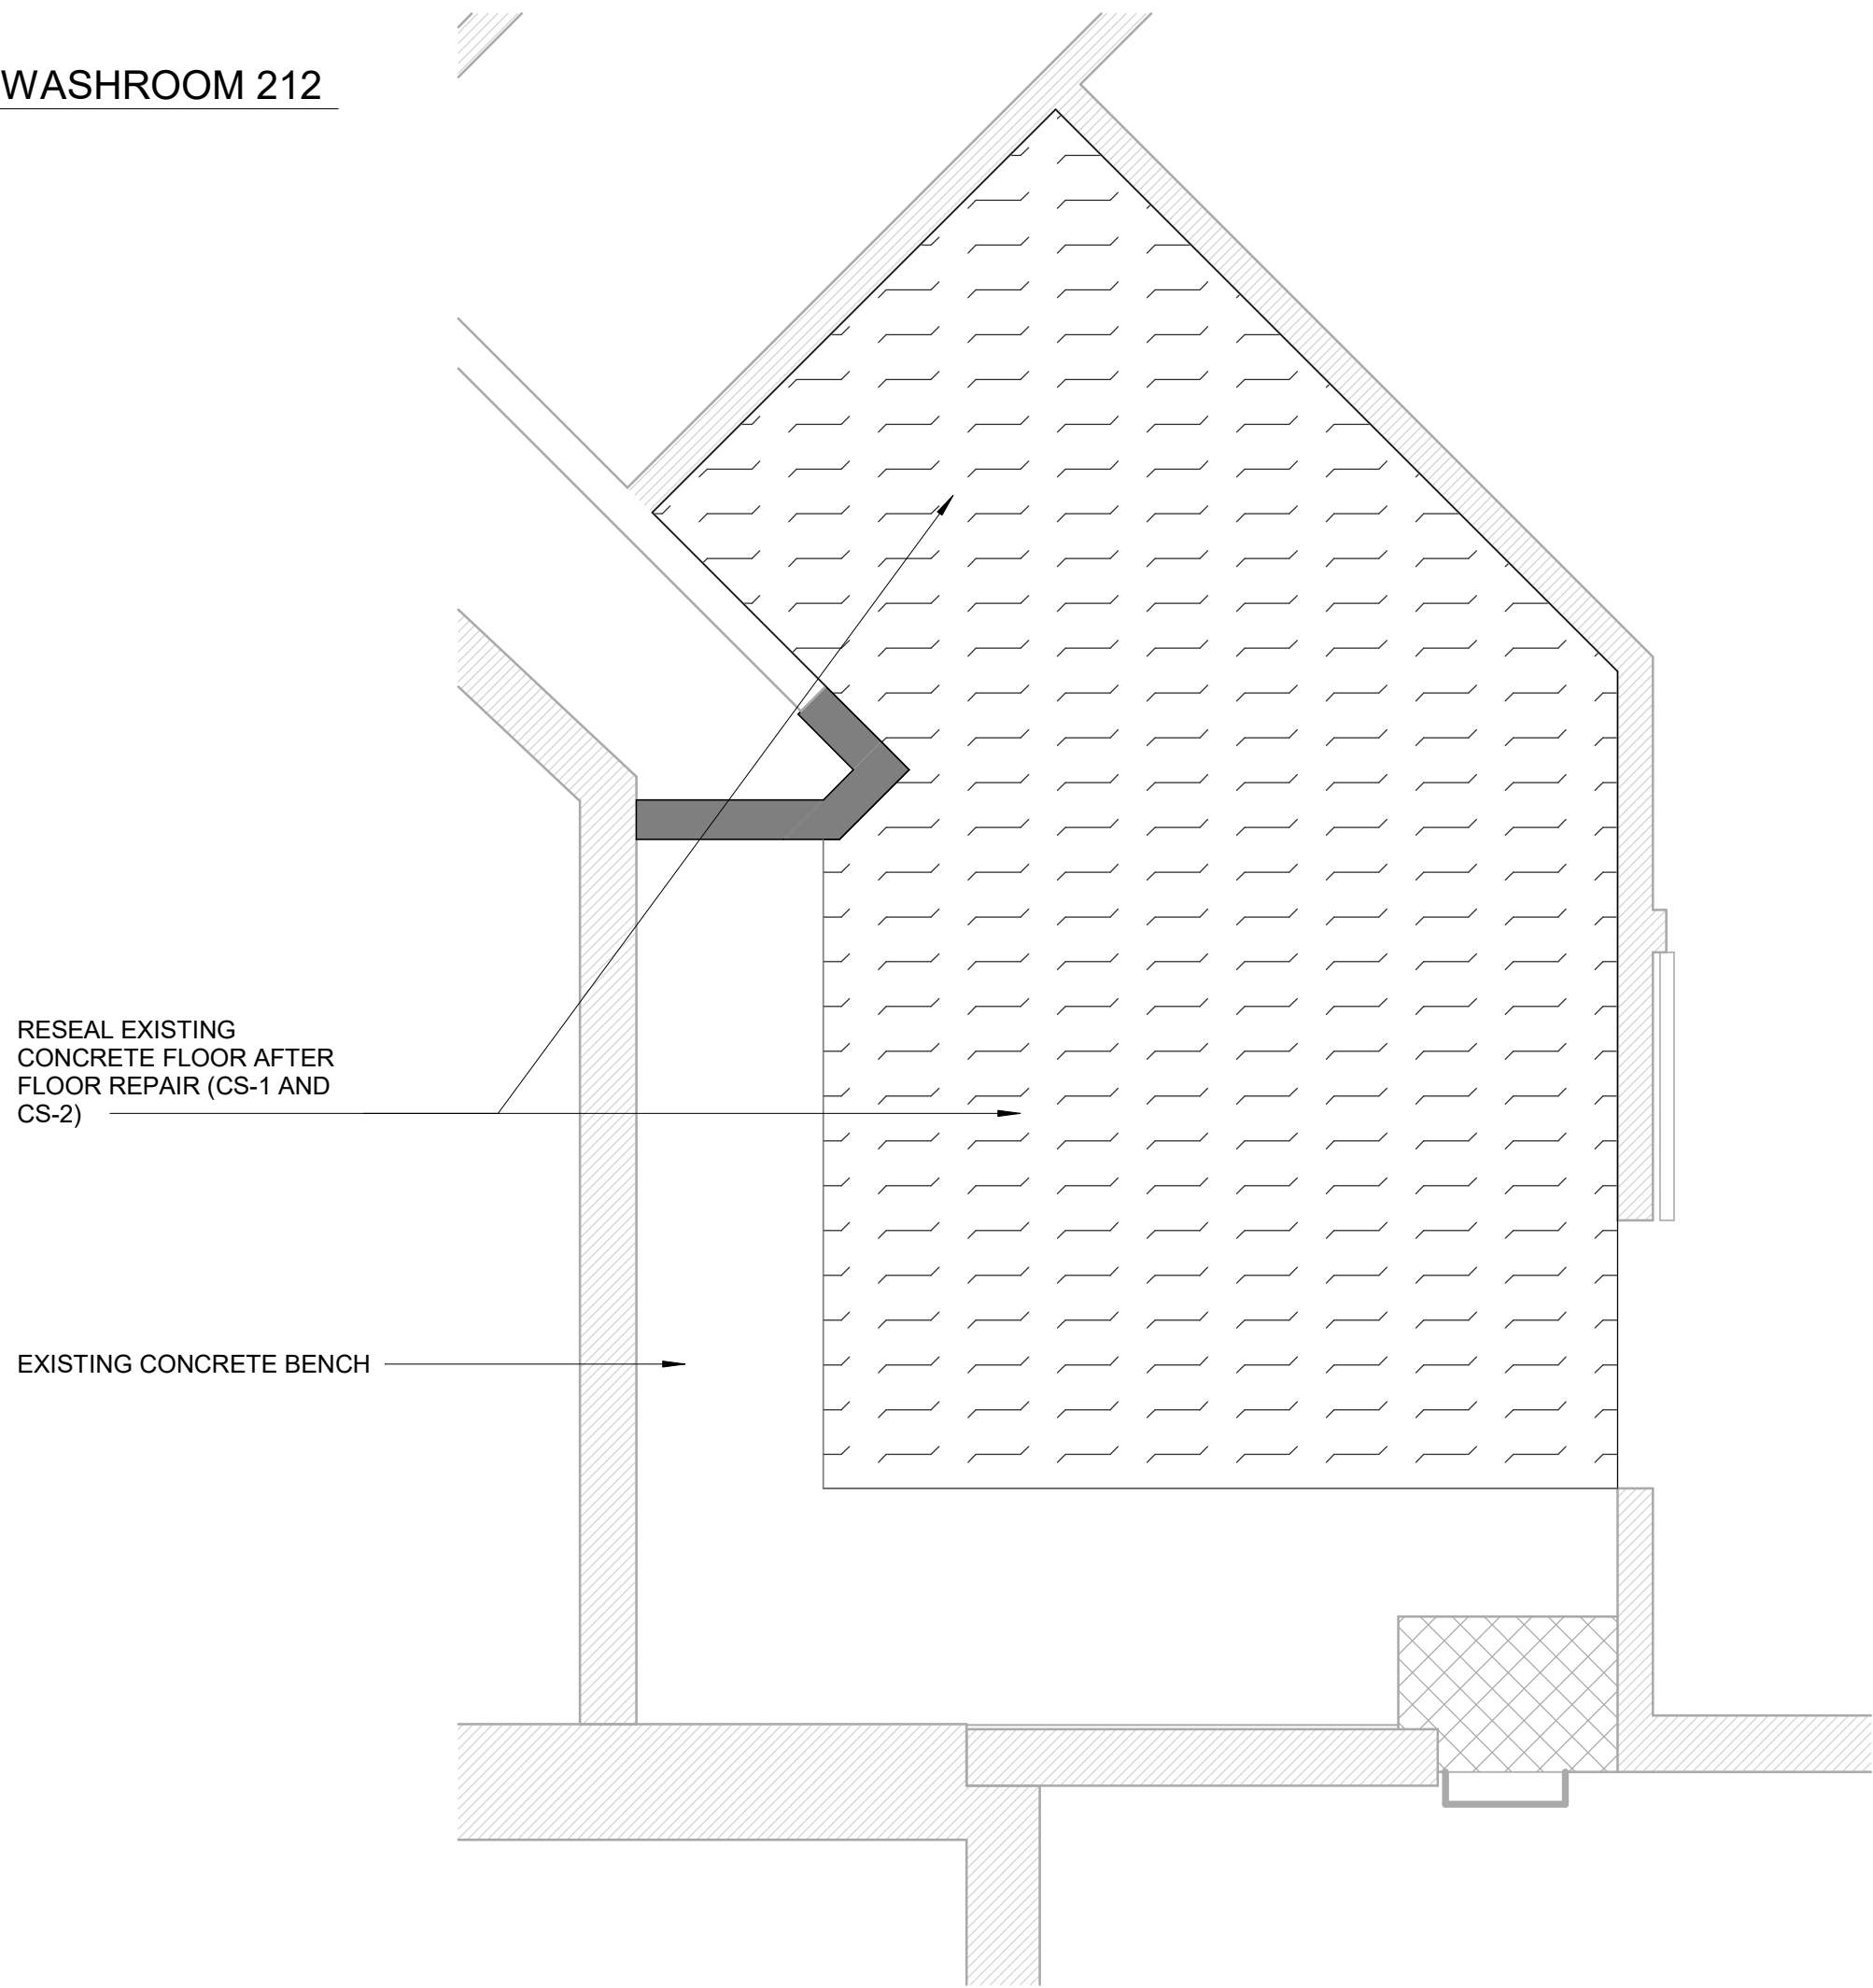 WASHROOM 212
RESEAL EXISTING
CONCRETE FLOOR AFTER
FLOOR REPAIR (CS-1 AND
CS-2)
EXISTING CONCRETE BENCH